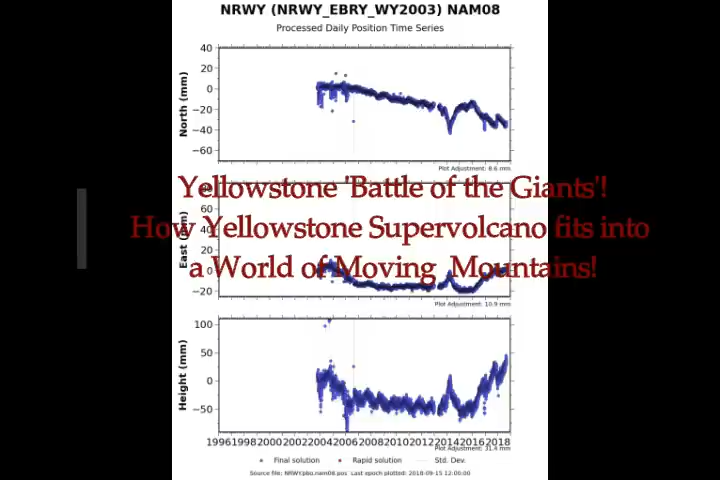 NRWY (NRWY_EBRY_WY2003) NAM08
Processed Daily Position Time Series
40
20
0
−20
−40
−60
North (mm)
Plot Adjustment: 8.6 mm
Yellowstone 'Battle of the Giants'!
How Yellowstone Supervolcano fits into
a World of Moving Mountains!
60
40
20
0
−20
East (mm)
Plot Adjustment: 10.9 mm
100
50
0
−50
Height (mm)
1996 1998 2000 2002 2004 2006 2008 2010 2012 2014 2016 2018
Plot Adjustment: 31.4 mm
Final solution Rapid solution Std. Dev.
Source file: NRWY.pbo.nam08.pos Last epoch plotted: 2018-09-15 12:00:00